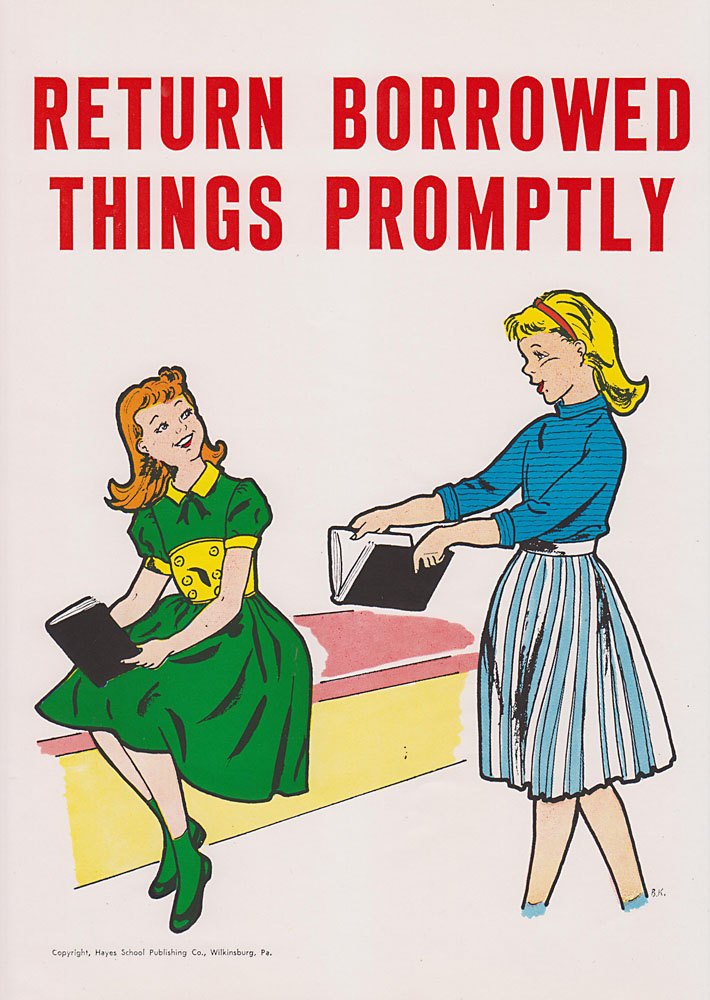 RETURN BORROWED
THINGS PROMPTLY
B.K.
Copyright, Hayes School Publishing Co., Wilkinsburg, Pa.